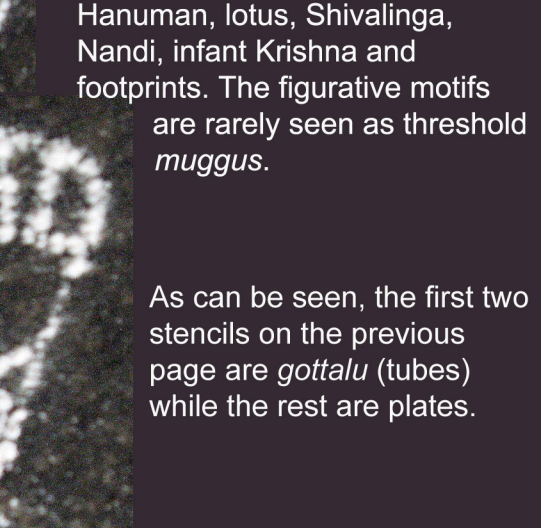 Hanuman, lotus, Shivalinga,
Nandi, infant Krishna and
footprints. The figurative motifs
are rarely seen as threshold
muggus.
As can be seen, the first two
stencils on the previous
page are gottalu (tubes)
while the rest are plates.